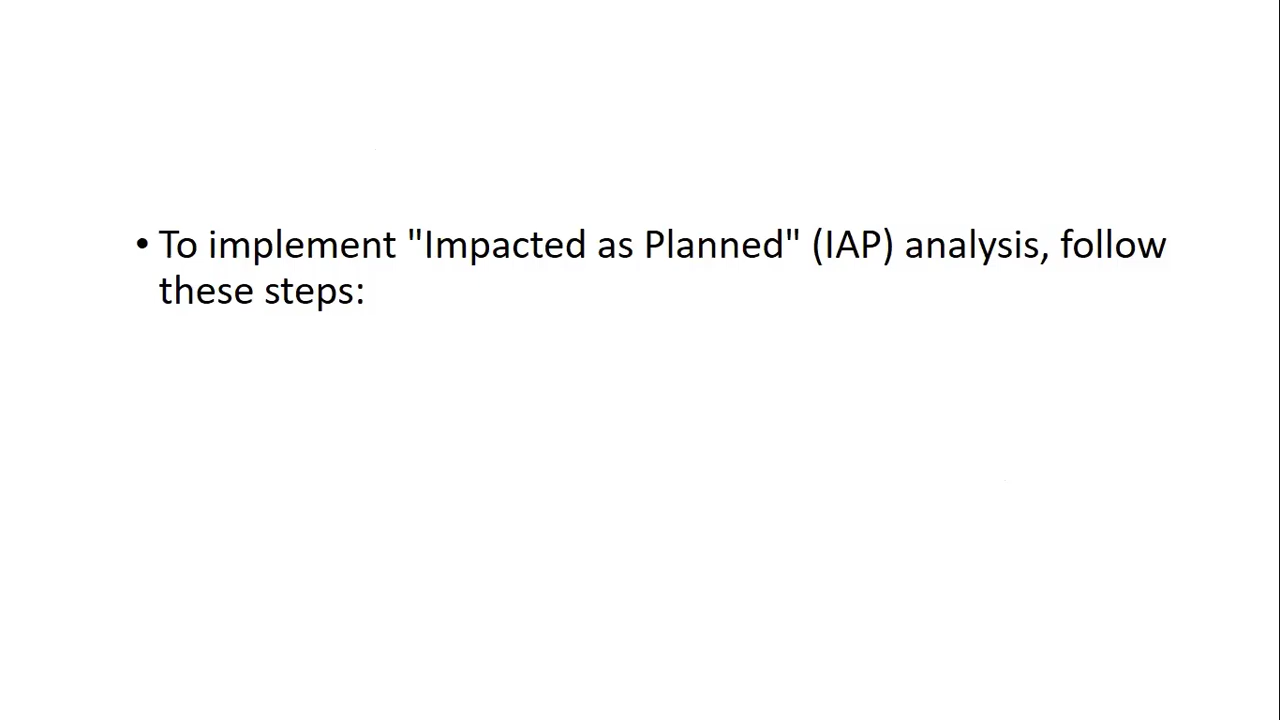 • To implement "Impacted as Planned" (IAP) analysis, follow
these steps: